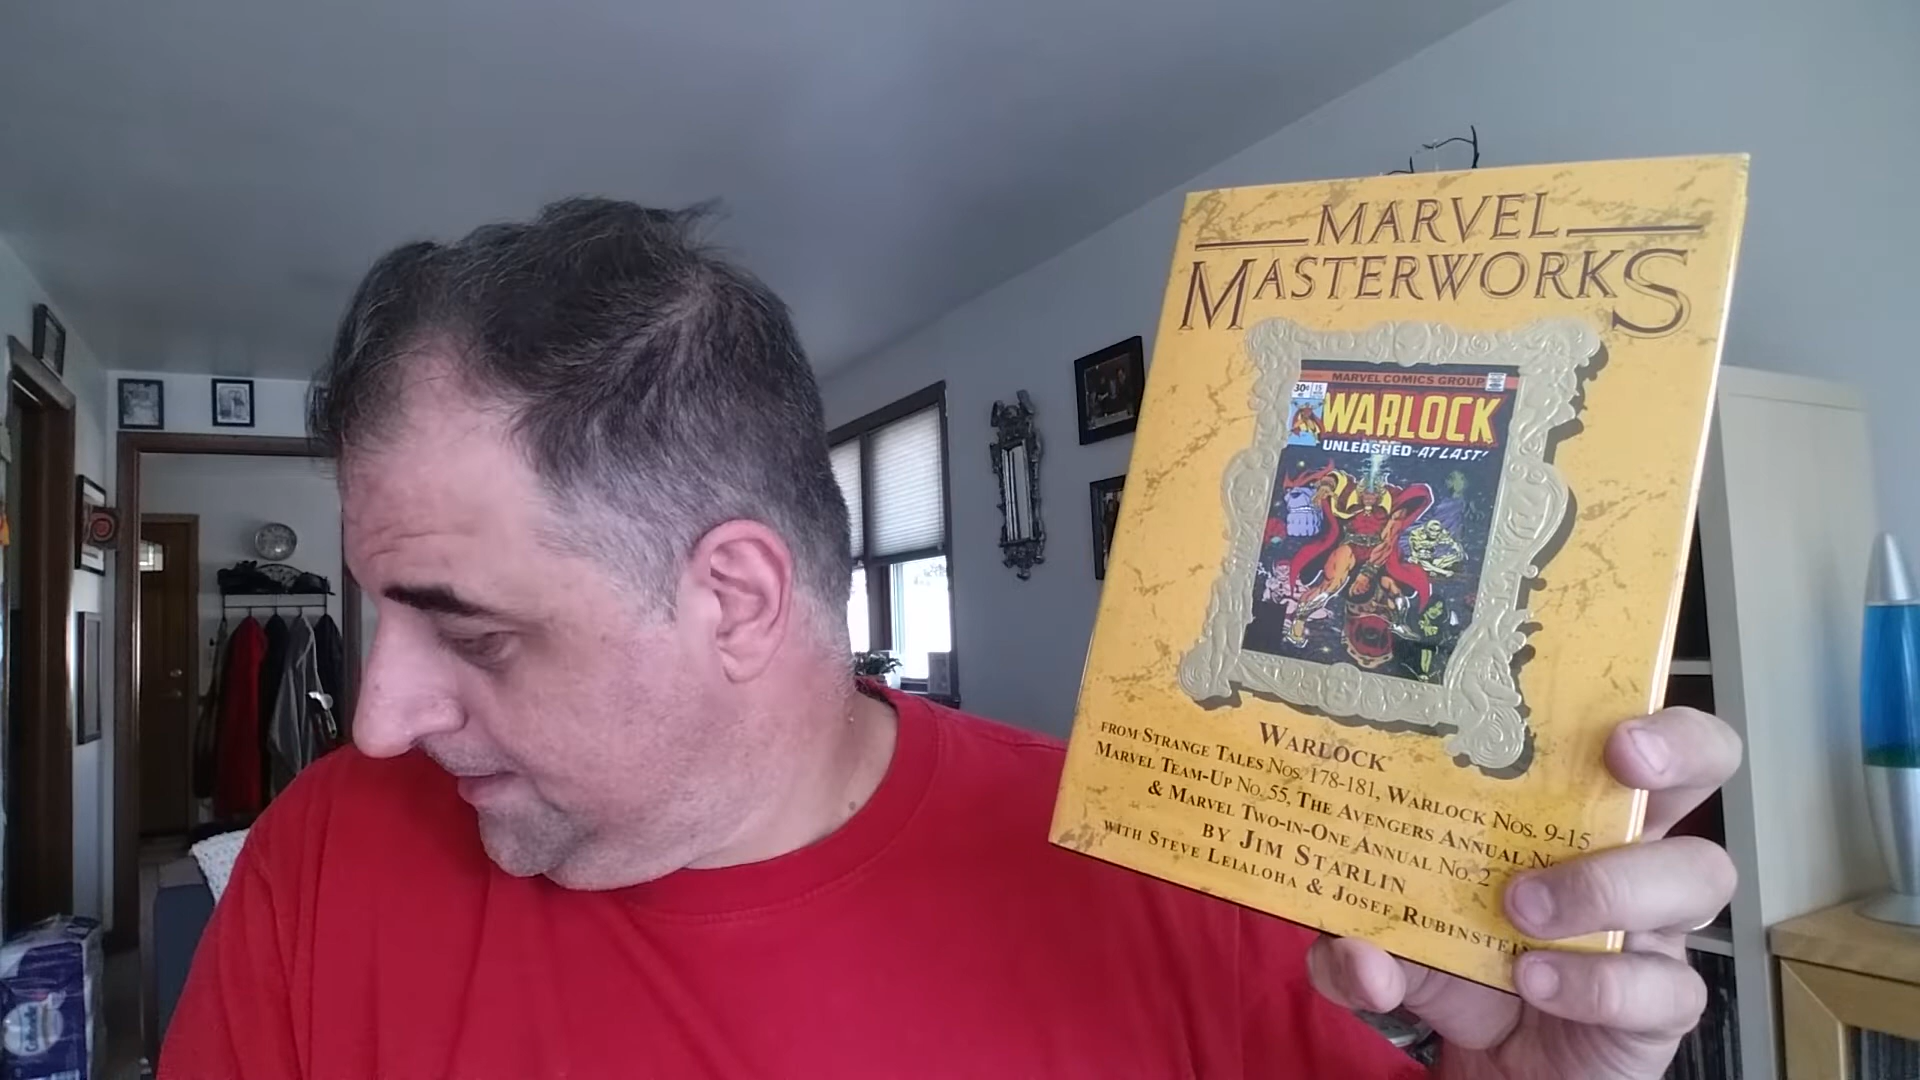 MARVEL
MASTERWORKS
MARVEL COMICS GROUP
30¢ 15
WARLOCK
UNLEASHED-AT LAST!
WARLOCK
FROM STRANGE TALES NOS. 178-181, WARLOCK NOS. 9-15
MARVEL TEAM-UP NO. 55, THE AVENGERS ANNUAL
& MARVEL TWO-IN-ONE ANNUAL NO. 2
BY JIM STARLIN
WITH STEVE LEIALOHA & JOSEF RUBINSTEIN